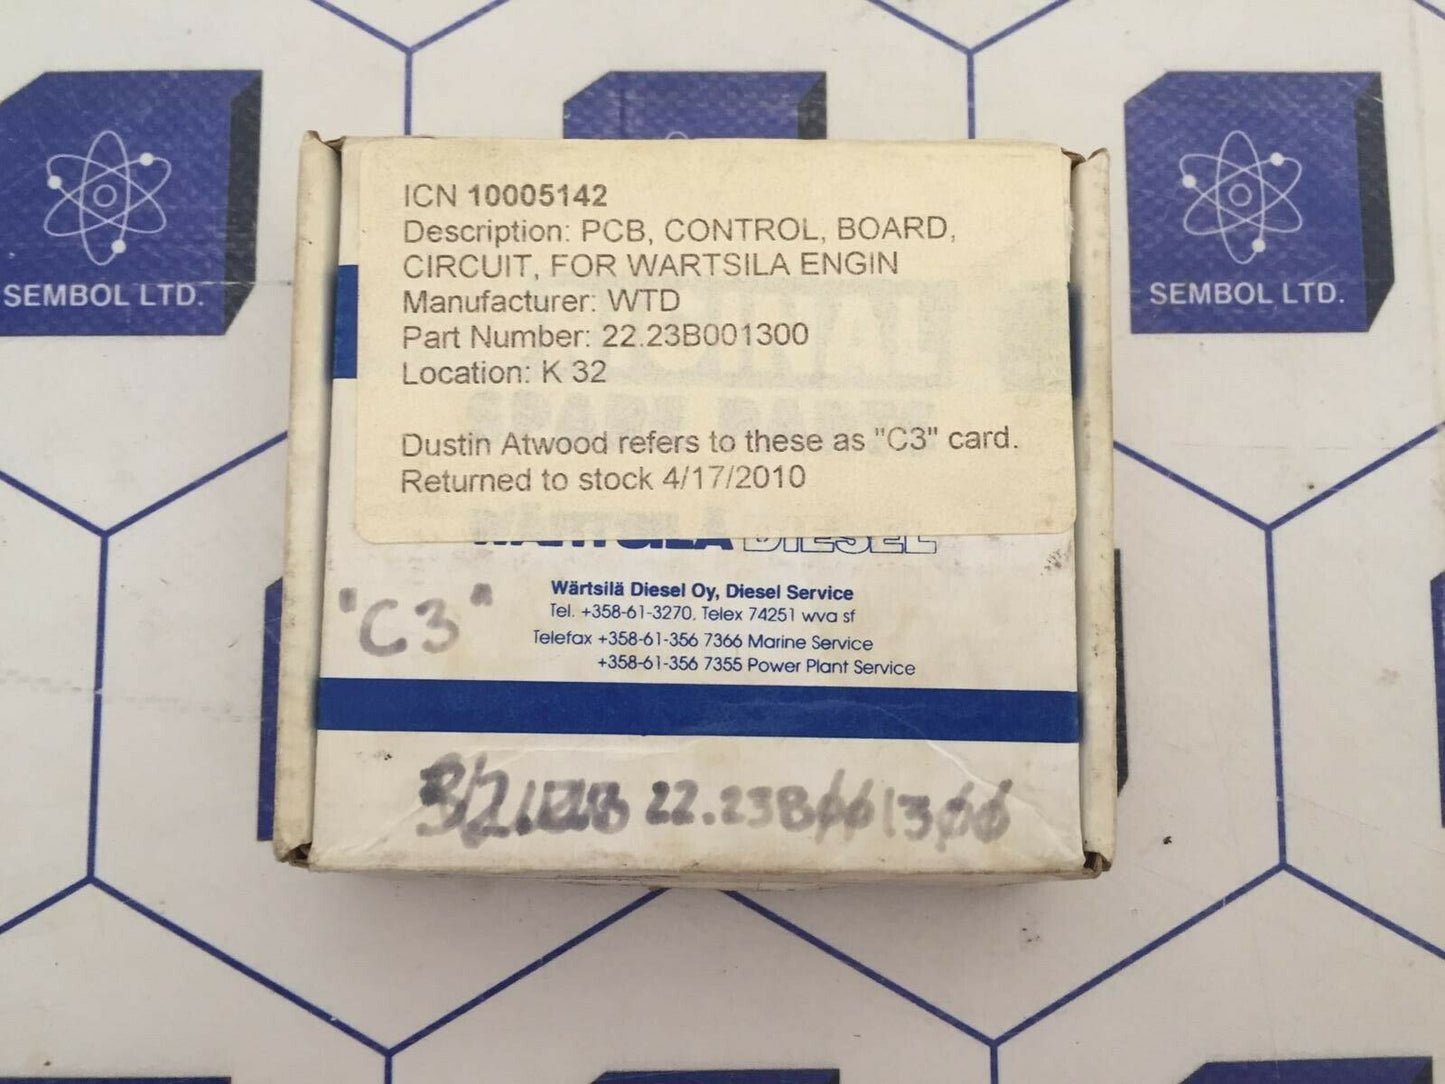 SEMBOL LTD.
SEMBOL LTD.
ICN 10005142
Description: PCB, CONTROL, BOARD,
CIRCUIT, FOR WARTSILA ENGIN
Manufacturer: WTD
Part Number: 22.23B001300
Location: K 32
Dustin Atwood refers to these as "C3" card.
Returned to stock 4/17/2010
WÄRTSILÄ DIESEL
Wärtsilä Diesel Oy, Diesel Service
Tel. +358-61-3270. Telex 74251 wva sf
Telefax +358-61-356 7366 Marine Service
+358-61-356 7355 Power Plant Service
"C3"
22.23B001300